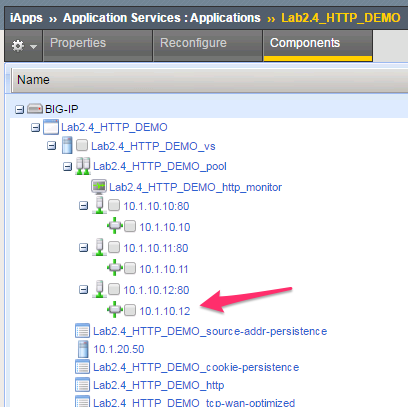 iApps ›› Application Services : Applications ›› Lab2.4_HTTP_DEMO
Properties Reconfigure Components
Name
BIG-IP
Lab2.4_HTTP_DEMO
Lab2.4_HTTP_DEMO_vs
Lab2.4_HTTP_DEMO_pool
Lab2.4_HTTP_DEMO_http_monitor
10.1.10.10:80
10.1.10.10
10.1.10.11:80
10.1.10.11
10.1.10.12:80
10.1.10.12
Lab2.4_HTTP_DEMO_source-addr-persistence
10.1.20.50
Lab2.4_HTTP_DEMO_cookie-persistence
Lab2.4_HTTP_DEMO_http
Lab2.4_HTTP_DEMO_tcp-wan-optimized